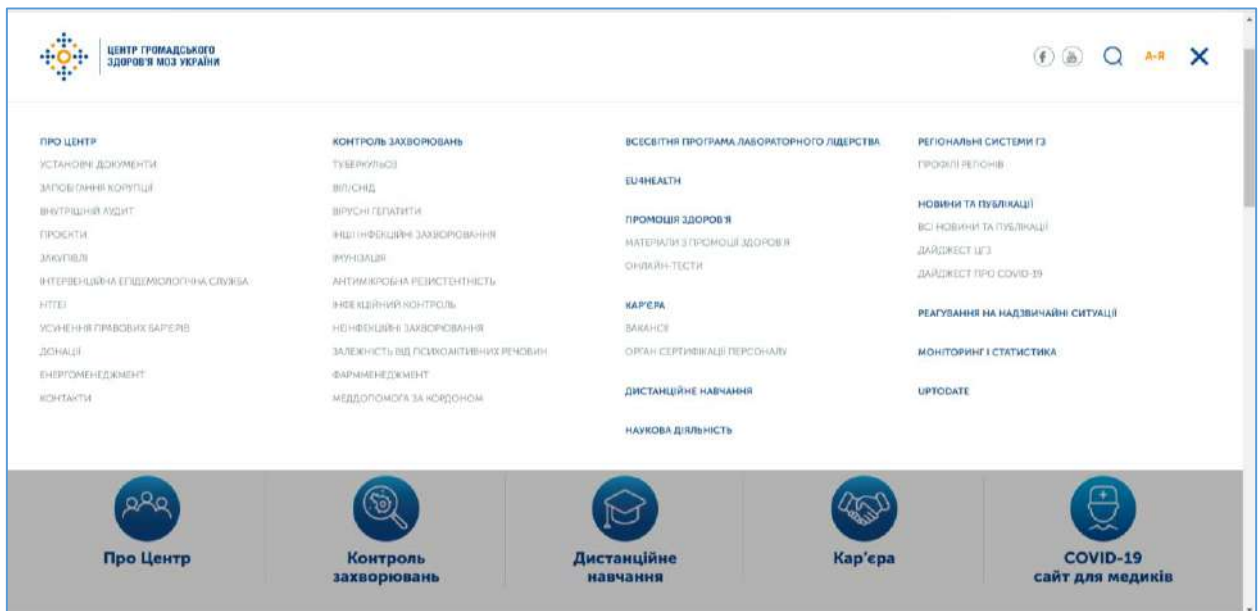 ЦЕНТР ГРОМАДСЬКОГО
ЗДОРОВ'Я МОЗ УКРАЇНИ
А-Я
ПРО ЦЕНТР
УСТАНОВЧІ ДОКУМЕНТИ
ЗАПОБІГАННЯ КОРУПЦІЇ
ВНУТРІШНІЙ АУДИТ
ПРОЄКТИ
ЗАКУПІВЛІ
ІНТЕРВЕНЦІЙНА ЕПІДЕМІОЛОГІЧНА СЛУЖБА
НТГЕІ
УСУНЕННЯ ПРАВОВИХ БАР'ЄРІВ
ДОНАЦІЇ
ЕНЕРГОМЕНЕДЖМЕНТ
КОНТАКТИ
КОНТРОЛЬ ЗАХВОРЮВАНЬ
ТУБЕРКУЛЬОЗ
ВІЛ/СНІД
ВІРУСНІ ГЕПАТИТИ
ІНШІ ІНФЕКЦІЙНІ ЗАХВОРЮВАННЯ
ІМУНІЗАЦІЯ
АНТИМІКРОБНА РЕЗИСТЕНТНІСТЬ
ІНФЕКЦІЙНИЙ КОНТРОЛЬ
НЕІНФЕКЦІЙНІ ЗАХВОРЮВАННЯ
ЗАЛЕЖНІСТЬ ВІД ПСИХОАКТИВНИХ РЕЧОВИН
ФАРММЕНЕДЖМЕНТ
МЕДДОПОМОГА ЗА КОРДОНОМ
ВСЕСВІТНЯ ПРОГРАМА ЛАБОРАТОРНОГО ЛІДЕРСТВА
EU4HEALTH
ПРОМОЦІЯ ЗДОРОВ'Я
МАТЕРІАЛИ З ПРОМОЦІЇ ЗДОРОВ'Я
ОНЛАЙН-ТЕСТИ
КАР'ЄРА
ВАКАНСІЇ
ОРГАН СЕРТИФІКАЦІЇ ПЕРСОНАЛУ
ДИСТАНЦІЙНЕ НАВЧАННЯ
НАУКОВА ДІЯЛЬНІСТЬ
РЕГІОНАЛЬНІ СИСТЕМИ ГЗ
ПРОФІЛІ РЕГІОНІВ
НОВИНИ ТА ПУБЛІКАЦІЇ
ВСІ НОВИНИ ТА ПУБЛІКАЦІЇ
ДАЙДЖЕСТ ЦГЗ
ДАЙДЖЕСТ ПРО COVID-19
РЕАГУВАННЯ НА НАДЗВИЧАЙНІ СИТУАЦІЇ
МОНІТОРИНГ І СТАТИСТИКА
UPTODATE
Про Центр
Контроль
захворювань
Дистанційне
навчання
Кар'єра
COVID-19
сайт для медиків